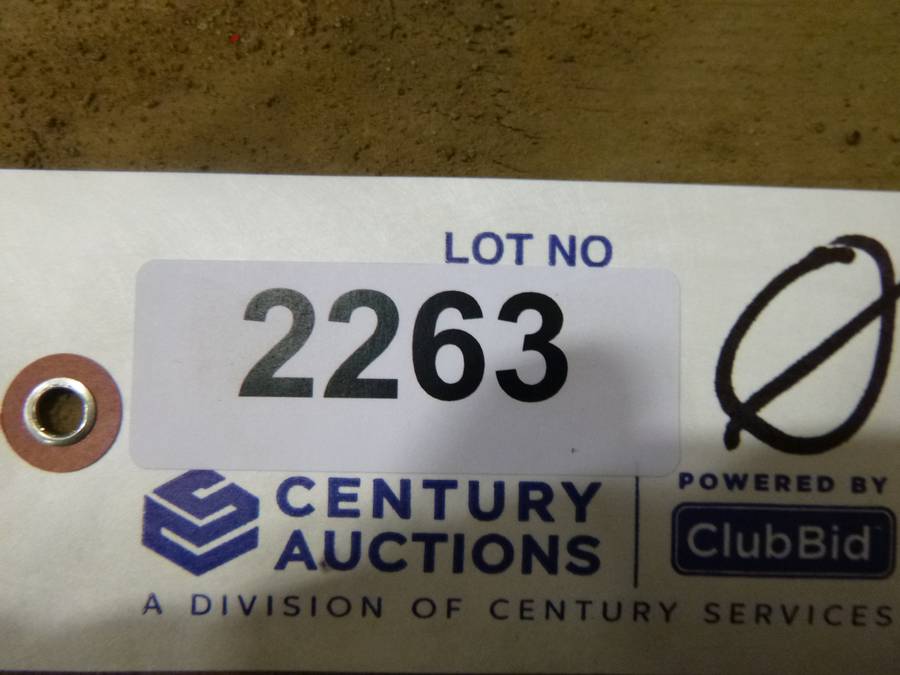 LOT NO
2263
Ø
CENTURY
AUCTIONS
POWERED BY
ClubBid
A DIVISION OF CENTURY SERVICES